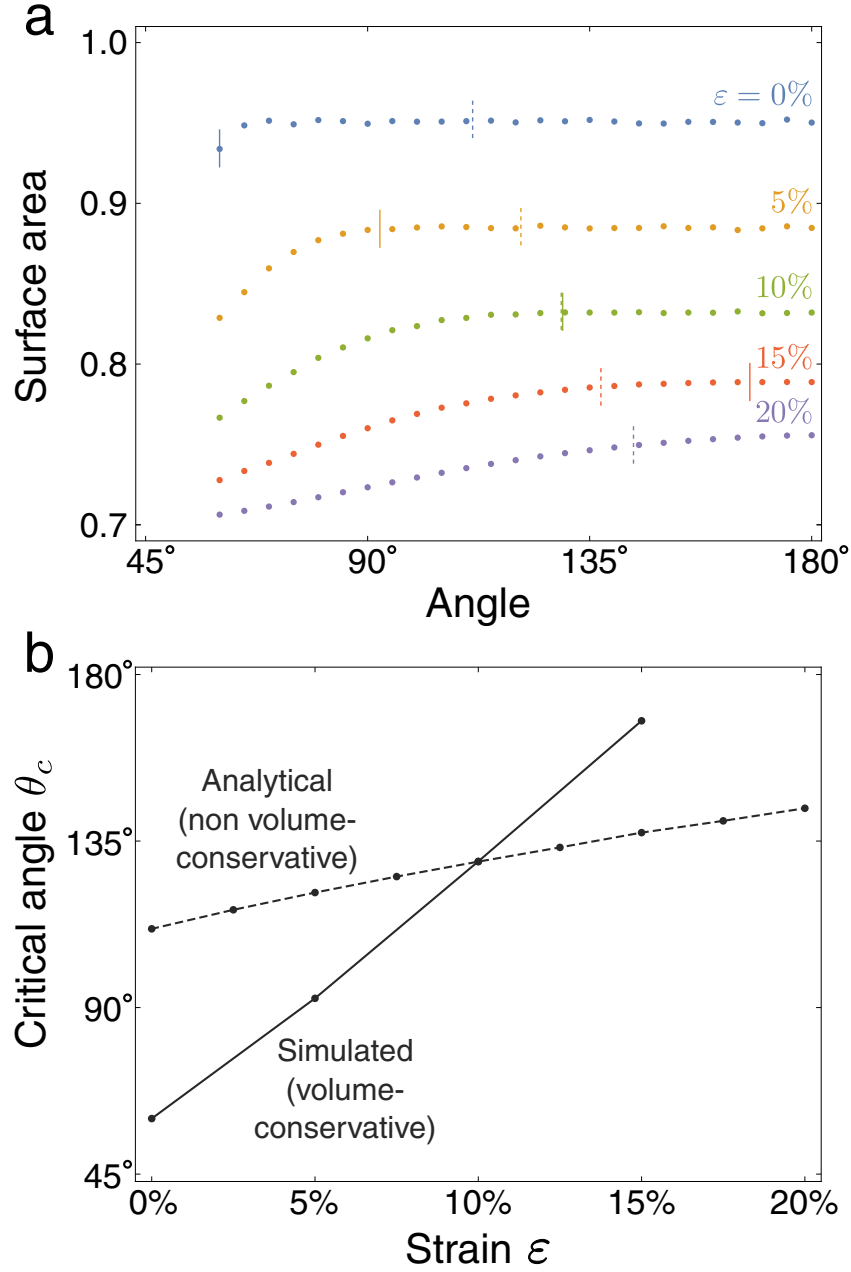 a
1.0
0.9
0.8
0.7
Surface area
ε = 0%
5%
10%
15%
20%
45°
90°
135°
180°
Angle
b
180°
135°
90°
45°
Critical angle θc
Analytical
(non volume-
conservative)
Simulated
(volume-
conservative)
0%
5%
10%
15%
20%
Strain ε